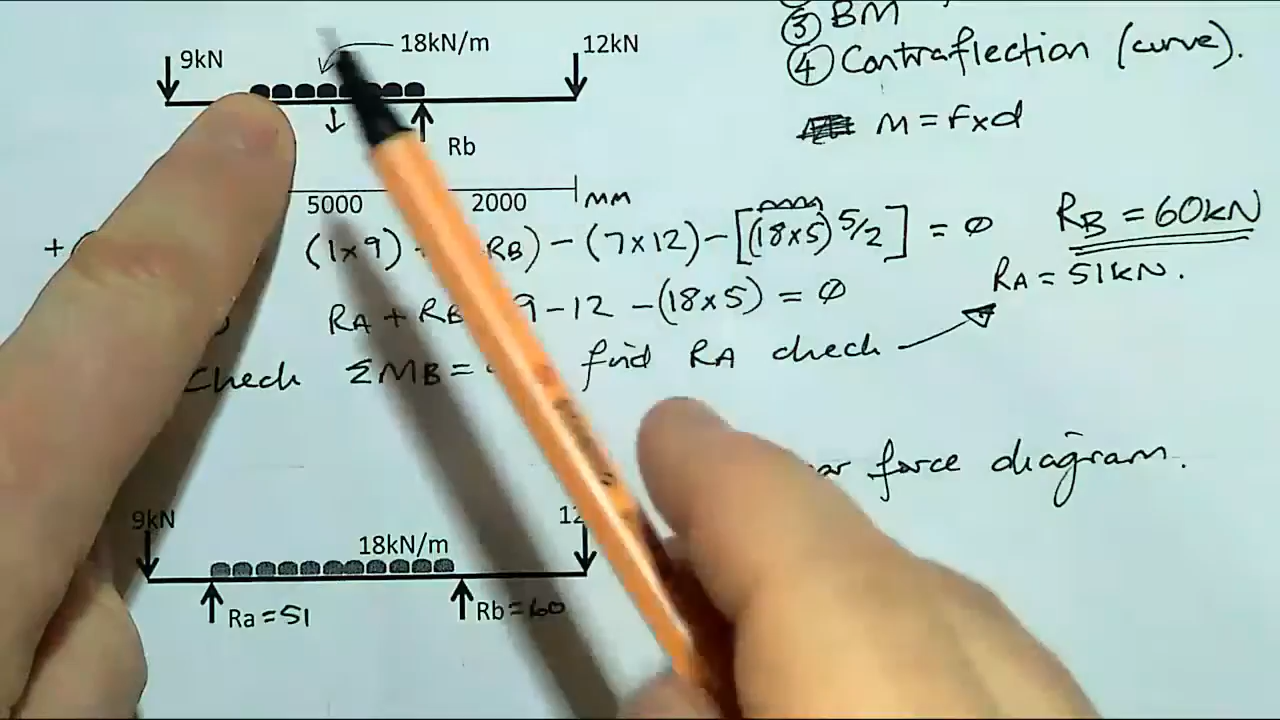 ③ BM
④ Contraflection (curve).
M = F x d
9kN
18kN/m
12kN
Rb
5000
2000
mm
(1x9)
RB) - (7x12) - [(18x5) 5/2] = 0
RB = 60kN
RA = 51kN.
RA + RB
9 - 12 - (18x5) = 0
Check ΣMB =
find RA check
force diagram.
9kN
18kN/m
Ra = 51
Rb = 60